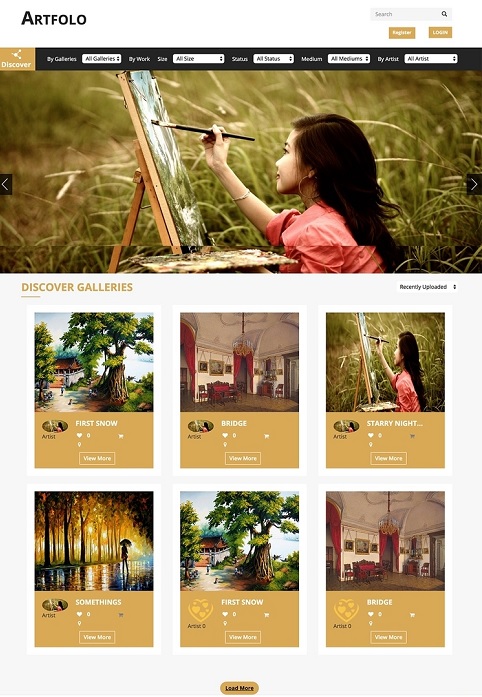 ARTFOLO
Search
Register
LOGIN
Discover
By Galleries All Galleries By Work Size All Size Status All Status Medium All Mediums By Artist All Artist
DISCOVER GALLERIES
Recently Uploaded
FIRST SNOW
0
Artist
View More
BRIDGE
0
Artist
View More
STARRY NIGHT...
0
Artist
View More
SOMETHINGS
0
Artist
View More
FIRST SNOW
0
Artist 0
View More
BRIDGE
0
Artist 0
View More
Load More